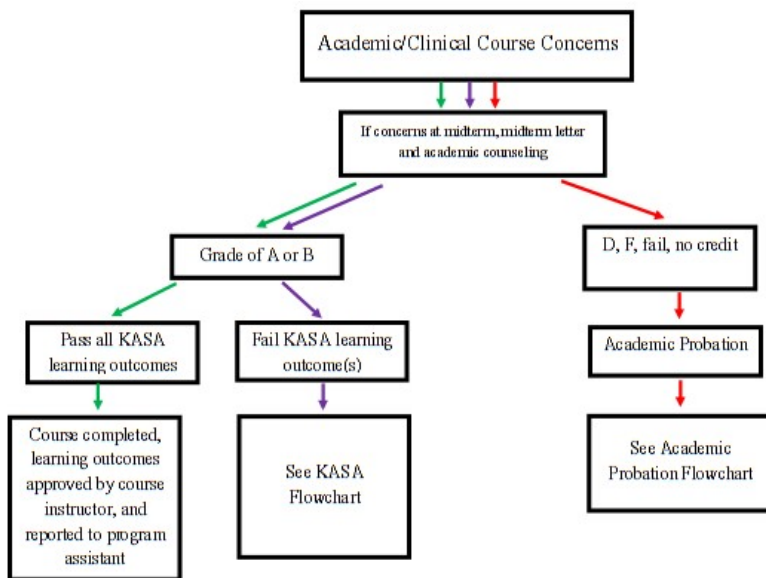 Academic/Clinical Course Concerns
If concerns at midterm, midterm letter
and academic counseling
Grade of A or B
D, F, fail, no credit
Pass all KASA
learning outcomes
Fail KASA learning
outcome(s)
Academic Probation
Course completed,
learning outcomes
approved by course
instructor, and
reported to program
assistant
See KASA
Flowchart
See Academic
Probation Flowchart